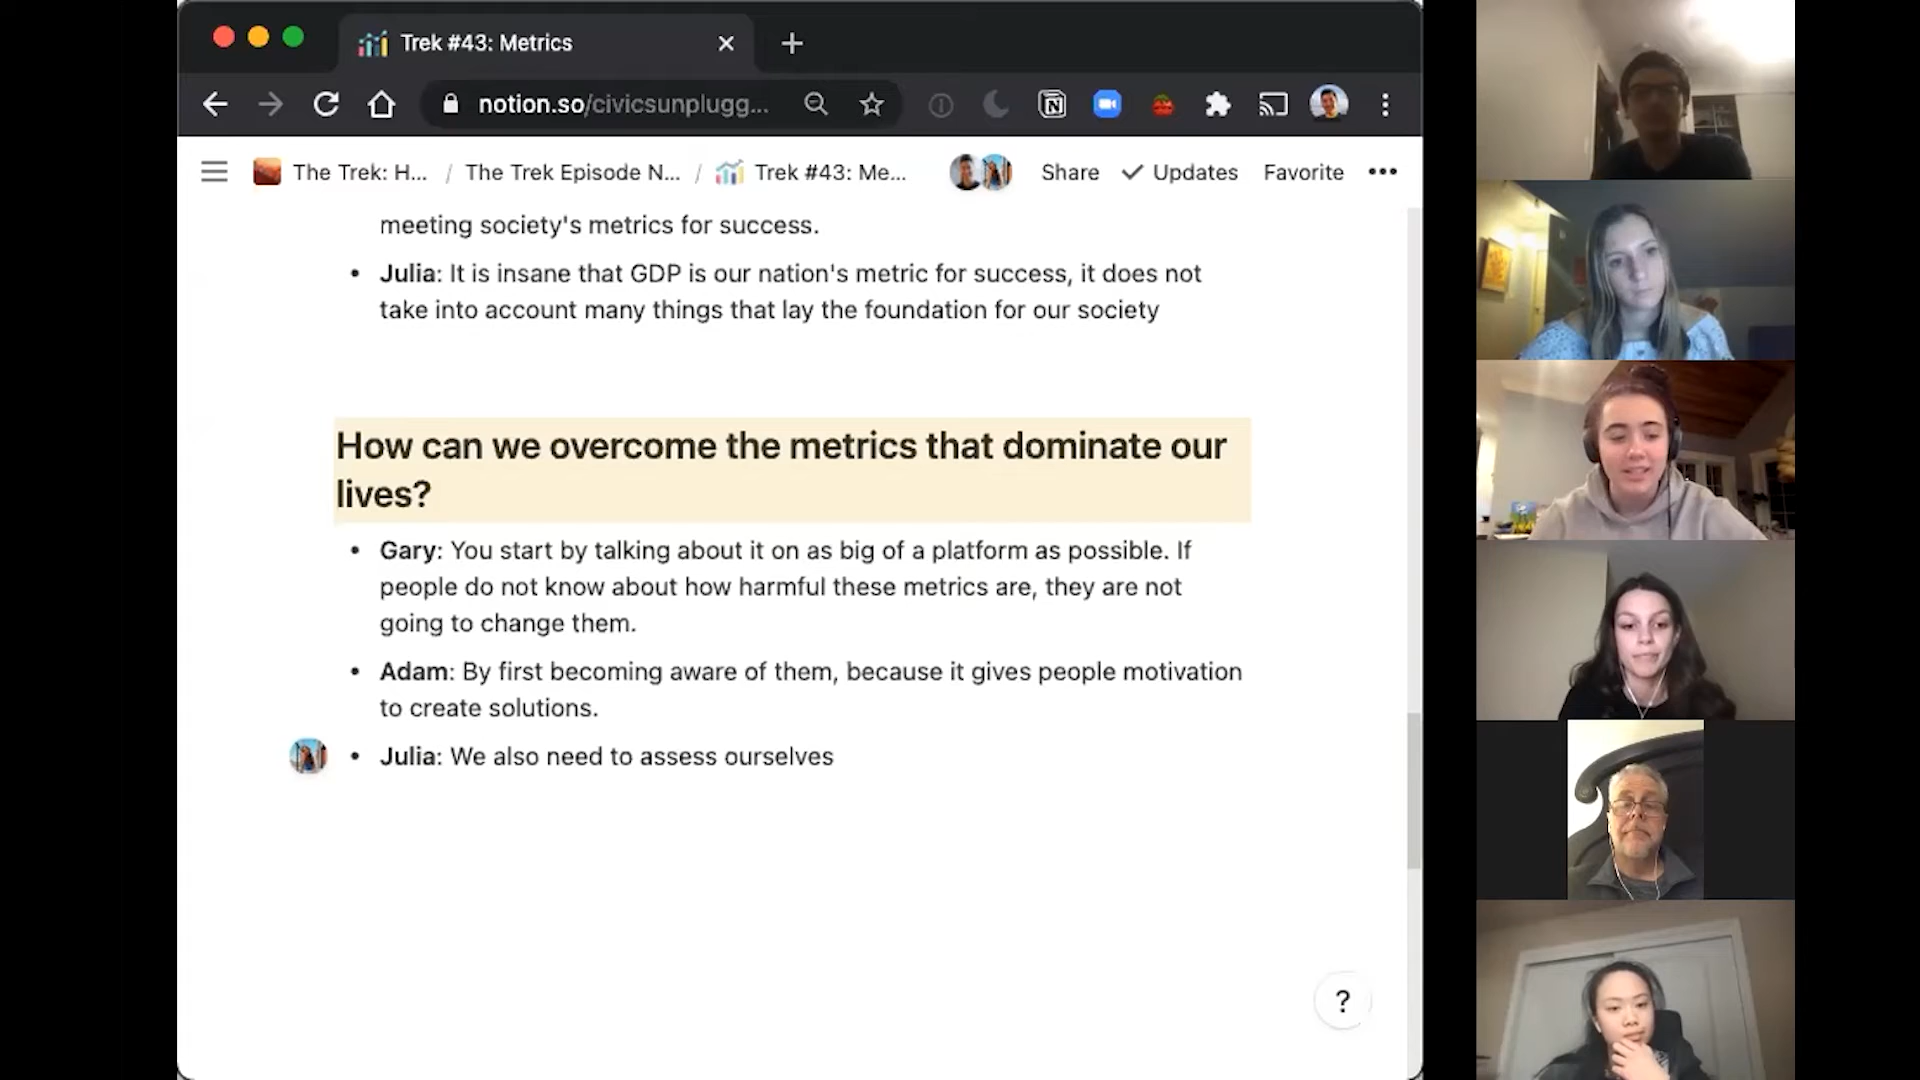 Trek #43: Metrics
notion.so/civicsunplugg...
The Trek: H... / The Trek Episode N... / Trek #43: Me... Share Updates Favorite
meeting society's metrics for success.
• Julia: It is insane that GDP is our nation's metric for success, it does not
take into account many things that lay the foundation for our society
How can we overcome the metrics that dominate our
lives?
• Gary: You start by talking about it on as big of a platform as possible. If
people do not know about how harmful these metrics are, they are not
going to change them.
• Adam: By first becoming aware of them, because it gives people motivation
to create solutions.
• Julia: We also need to assess ourselves
?